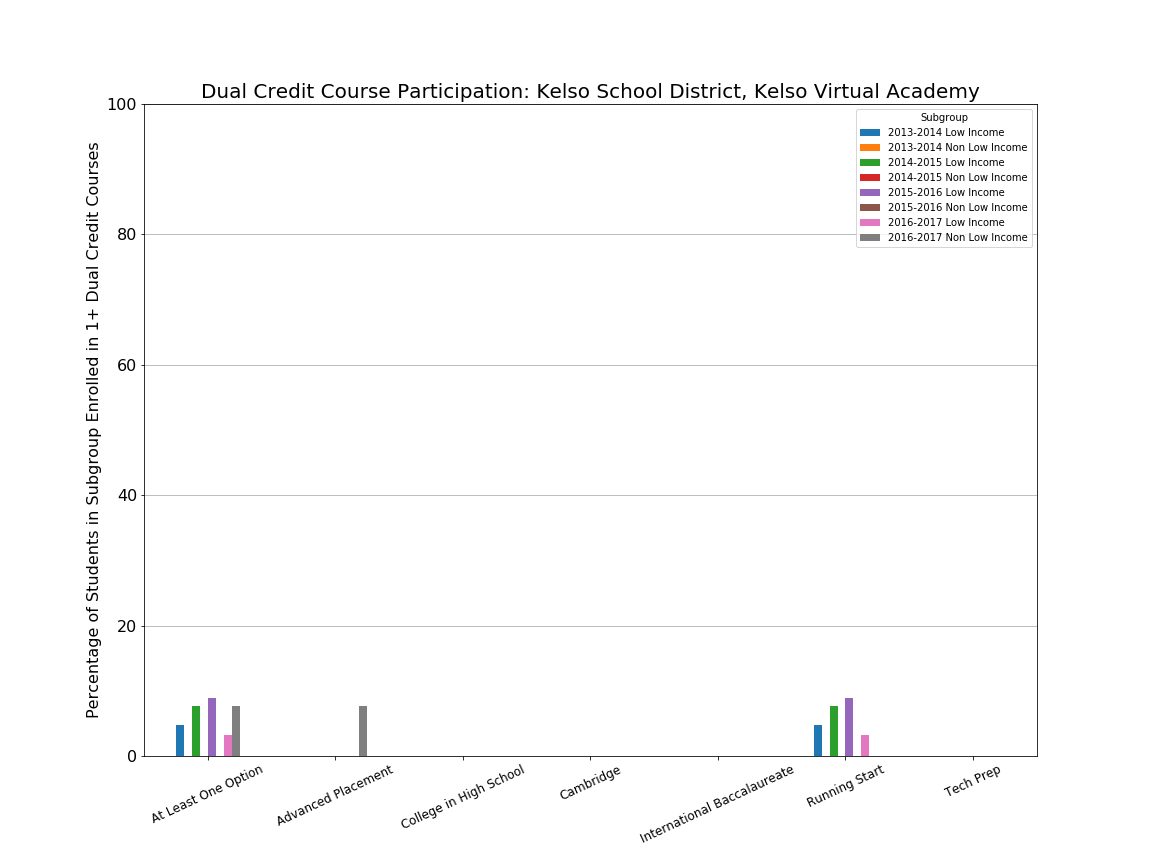 Dual Credit Course Participation: Kelso School District, Kelso Virtual Academy
Percentage of Students in Subgroup Enrolled in 1+ Dual Credit Courses
100
80
60
40
20
0
Subgroup
2013-2014 Low Income
2013-2014 Non Low Income
2014-2015 Low Income
2014-2015 Non Low Income
2015-2016 Low Income
2015-2016 Non Low Income
2016-2017 Low Income
2016-2017 Non Low Income
At Least One Option
Advanced Placement
College in High School
Cambridge
International Baccalaureate
Running Start
Tech Prep